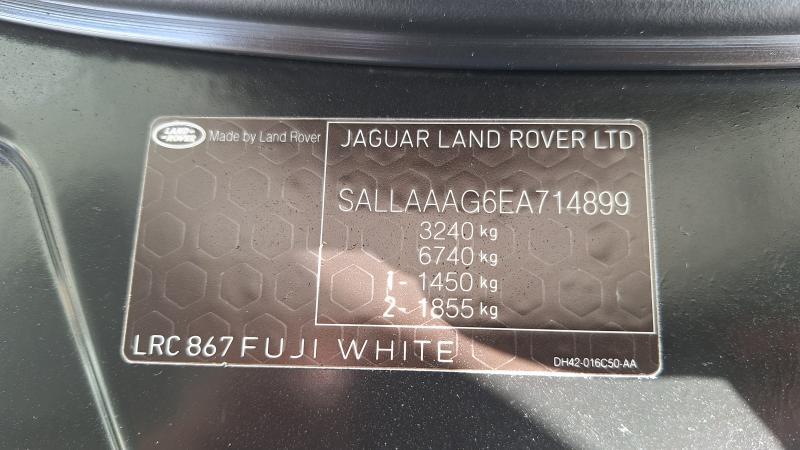 LAND-
-ROVER
Made by Land Rover
JAGUAR LAND ROVER LTD
SALLAAAG6EA714899
3240 kg
6740 kg
1- 1450 kg
2- 1855 kg
LRC 867 FUJI WHITE
DH42-016C50-AA